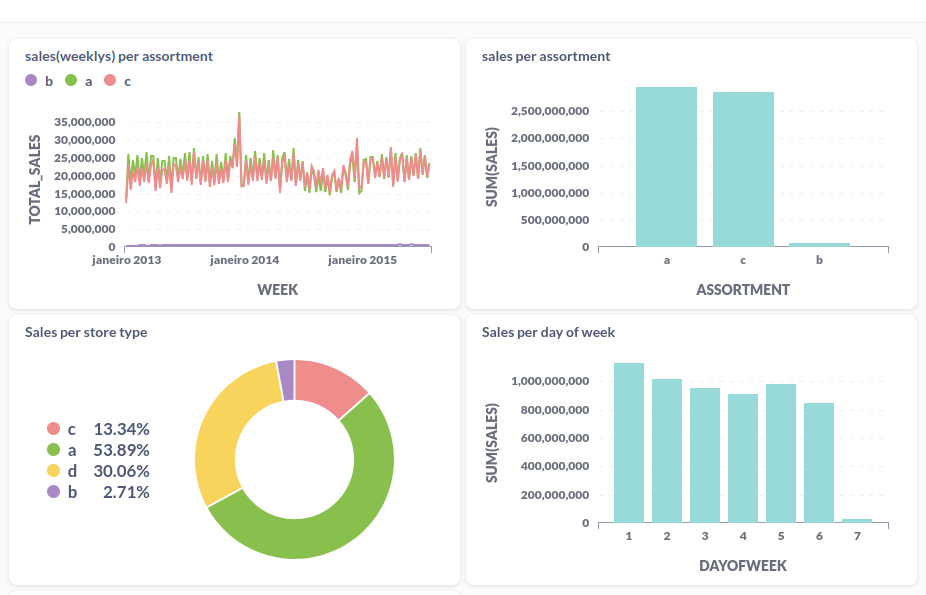 sales(weeklys) per assortment
b a c
TOTAL_SALES
35,000,000
30,000,000
25,000,000
20,000,000
15,000,000
10,000,000
5,000,000
0
janeiro 2013 janeiro 2014 janeiro 2015
WEEK
sales per assortment
SUM(SALES)
2,500,000,000
2,000,000,000
1,500,000,000
1,000,000,000
500,000,000
0
a c b
ASSORTMENT
Sales per store type
c 13.34%
a 53.89%
d 30.06%
b 2.71%
Sales per day of week
SUM(SALES)
1,000,000,000
800,000,000
600,000,000
400,000,000
200,000,000
0
1 2 3 4 5 6 7
DAYOFWEEK